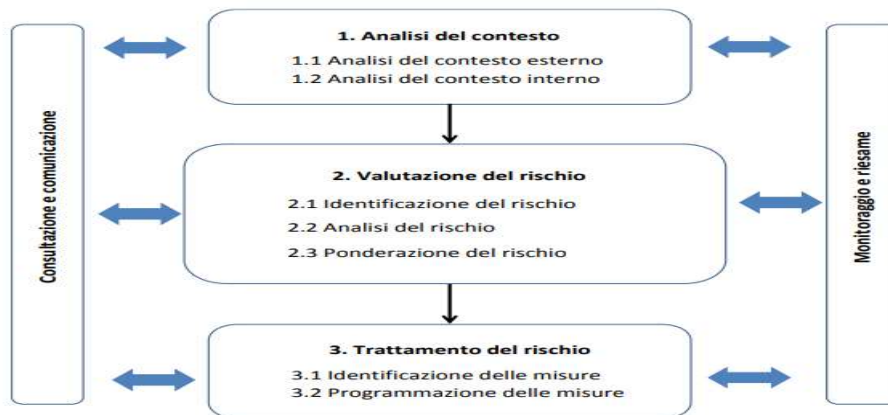 Consultazione e comunicazione
1. Analisi del contesto
1.1 Analisi del contesto esterno
1.2 Analisi del contesto interno
2. Valutazione del rischio
2.1 Identificazione del rischio
2.2 Analisi del rischio
2.3 Ponderazione del rischio
3. Trattamento del rischio
3.1 Identificazione delle misure
3.2 Programmazione delle misure
Monitoraggio e riesame